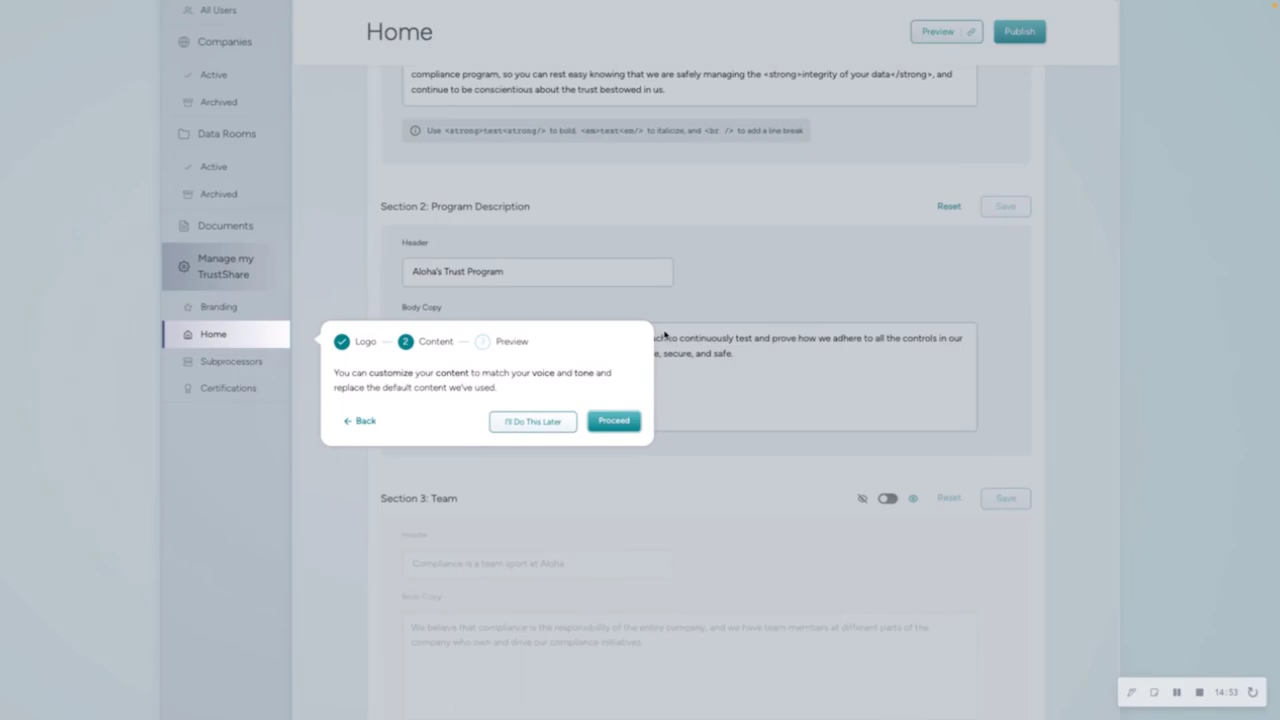 All Users
Companies
Active
Archived
Data Rooms
Active
Archived
Documents
Manage my
TrustShare
Branding
Home
Subprocessors
Certifications
Home
Preview
Publish
compliance program, so you can rest easy knowing that we are safely managing the <strong>integrity of your data</strong>, and
continue to be conscientious about the trust bestowed in us.
Use <strong>text<strong/> to bold, <em>text<em/> to italicize, and <br /> to add a line break
Section 2: Program Description
Reset
Save
Header
Aloha's Trust Program
Body Copy
to continuously test and prove how we adhere to all the controls in our
secure, and safe.
Logo
2
Content
3
Preview
You can customize your content to match your voice and tone and
replace the default content we've used.
Back
I'll Do This Later
Proceed
Section 3: Team
Reset
Save
Header
Compliance is a team sport at Aloha
Body Copy
We believe that compliance is the responsibility of the entire company, and we have team members at different parts of the
company who own and drive our compliance initiatives
14:53